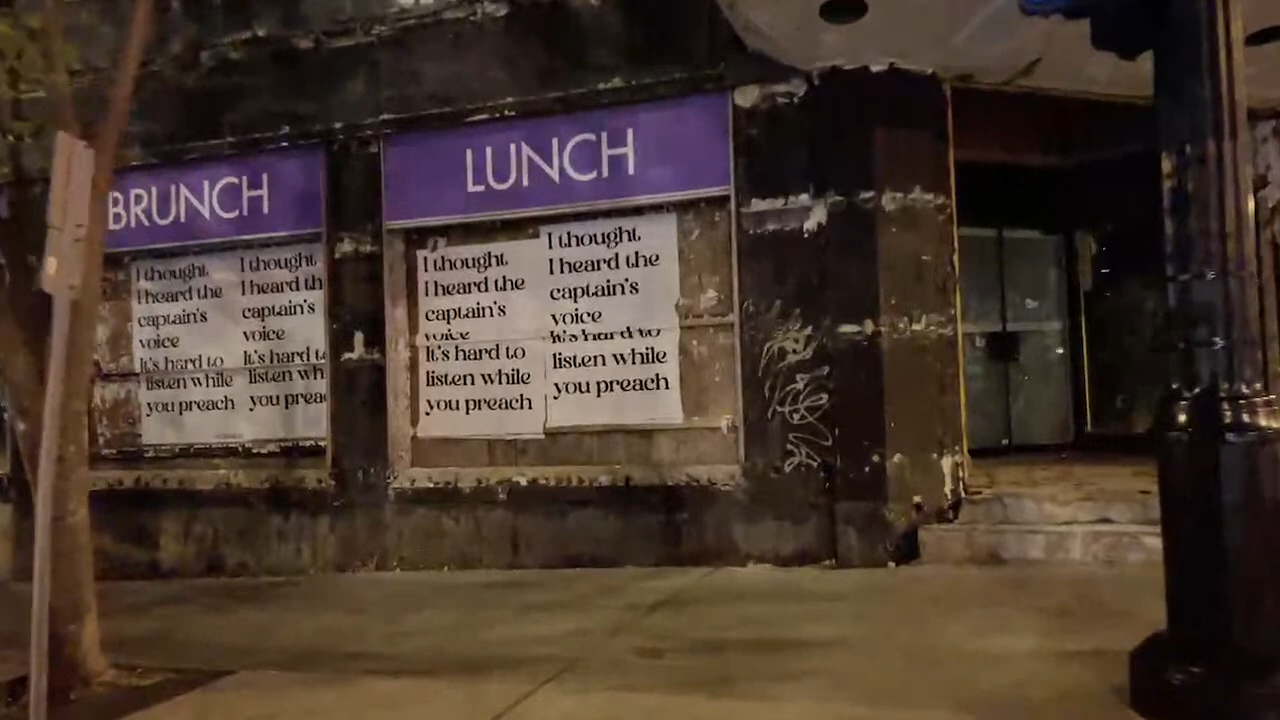 BRUNCH
LUNCH
I thought
I heard the
captain's
voice
It's hard to
listen while
you preach
I thought
I heard th
captain's
voice
It's hard t
listen wh
you preac
I thought
I heard the
captain's
voice
It's hard to
listen while
you preach
I thought
I heard the
captain's
voice
It's hard to
listen while
you preach